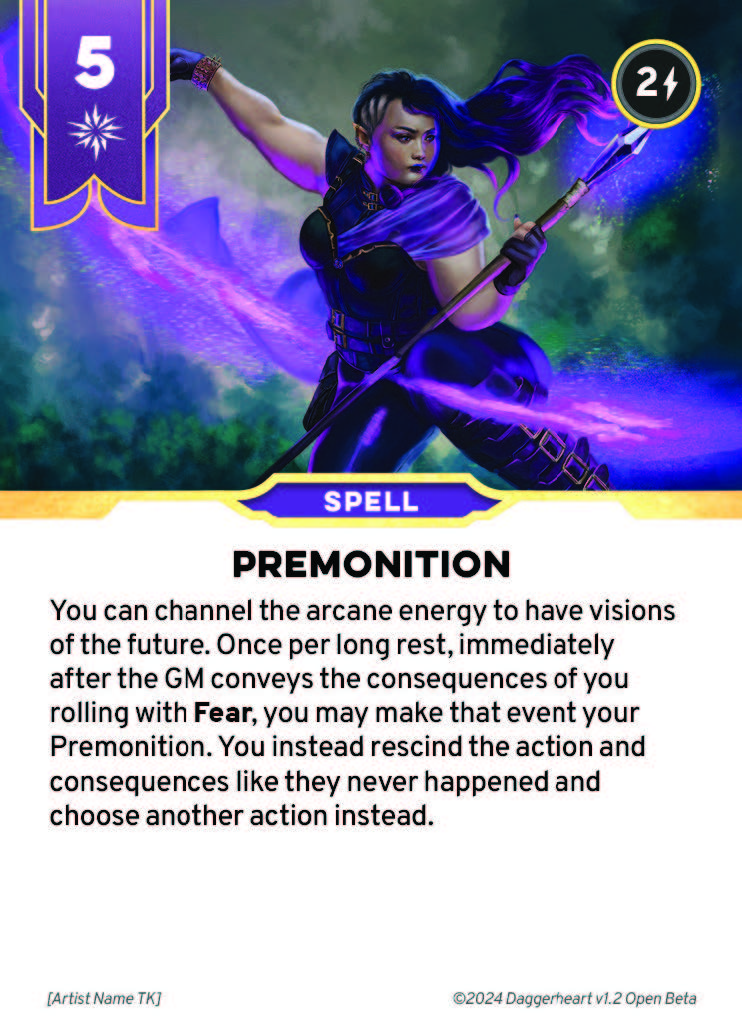 5
2
SPELL
PREMONITION
You can channel the arcane energy to have visions
of the future. Once per long rest, immediately
after the GM conveys the consequences of you
rolling with Fear, you may make that event your
Premonition. You instead rescind the action and
consequences like they never happened and
choose another action instead.
[Artist Name TK]
©2024 Daggerheart v1.2 Open Beta